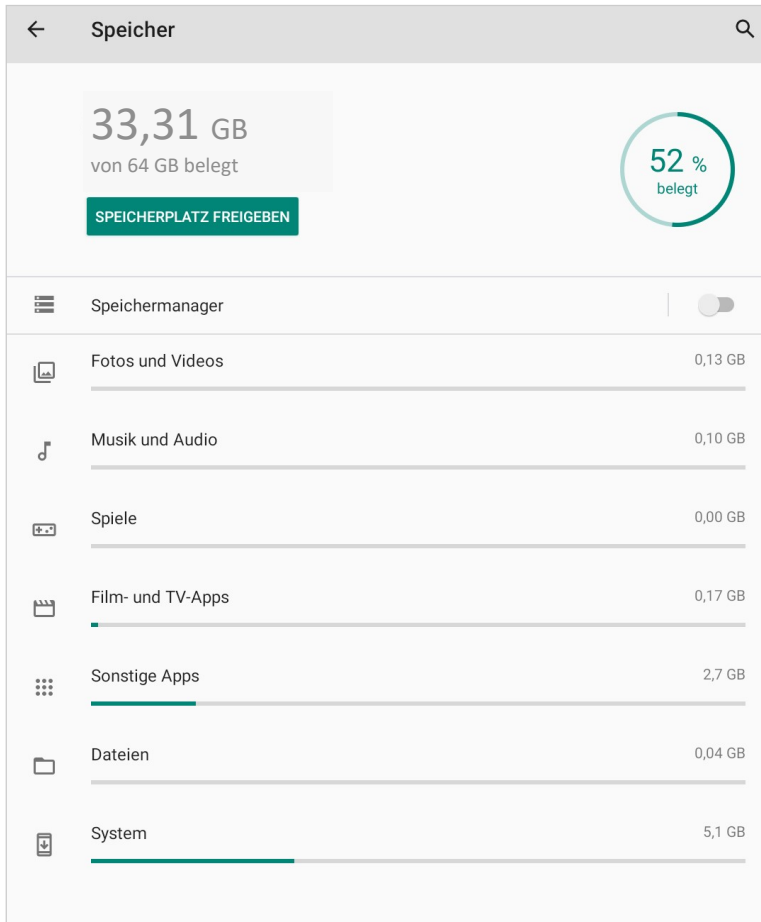 Speicher
33,31 GB
von 64 GB belegt
52 %
belegt
SPEICHERPLATZ FREIGEBEN
Speichermanager
Fotos und Videos 0,13 GB
Musik und Audio 0,10 GB
Spiele 0,00 GB
Film- und TV-Apps 0,17 GB
Sonstige Apps 2,7 GB
Dateien 0,04 GB
System 5,1 GB